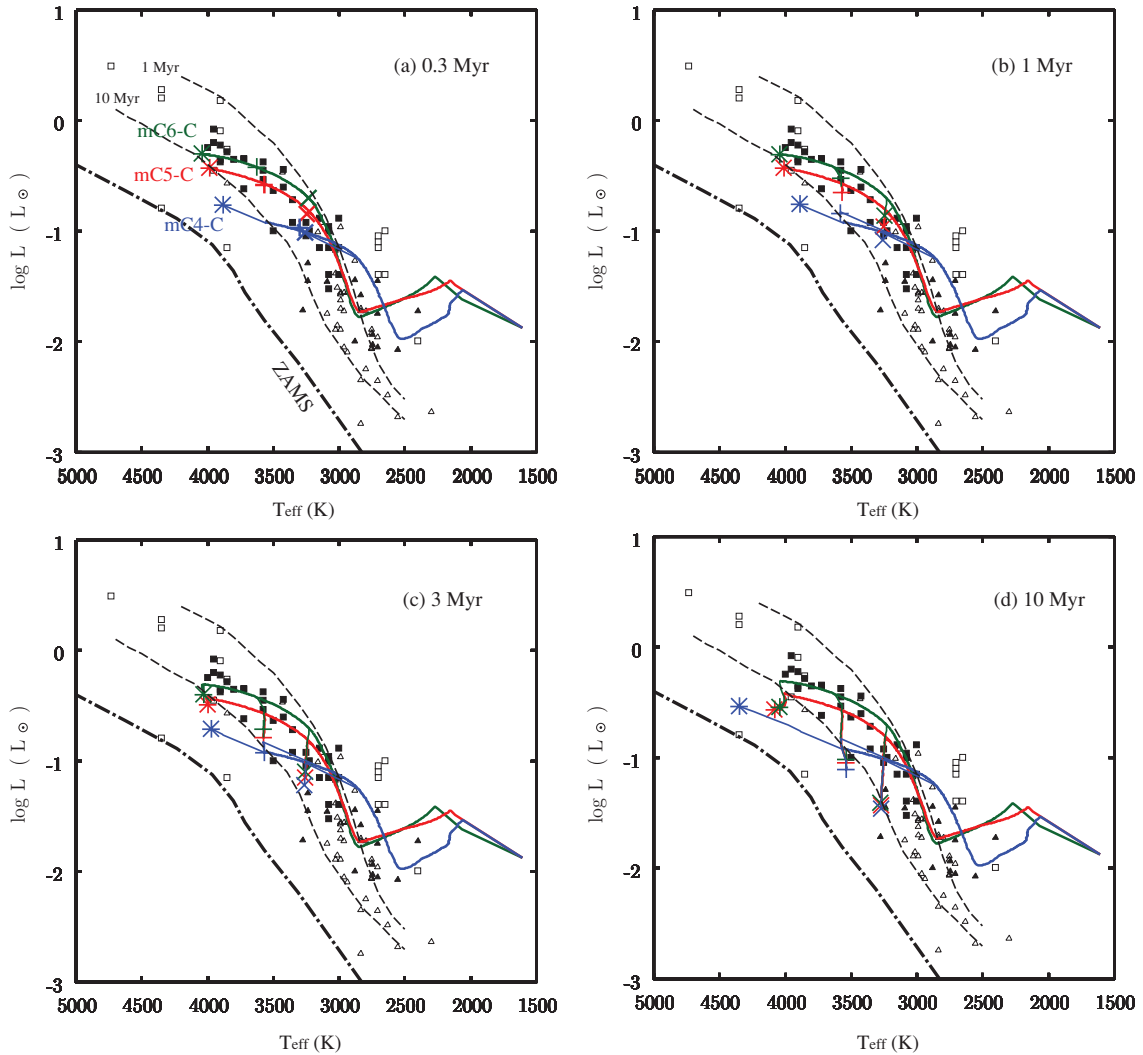 1
0
-1
-2
-3
log L ( L ⊙ )
(a) 0.3 Myr
1 Myr
10 Myr
mC6-C
mC5-C
mC4-C
ZAMS
5000 4500 4000 3500 3000 2500 2000 1500
Teff (K)
1
0
-1
-2
-3
log L ( L ⊙ )
(b) 1 Myr
5000 4500 4000 3500 3000 2500 2000 1500
Teff (K)
1
0
-1
-2
-3
log L ( L ⊙ )
(c) 3 Myr
5000 4500 4000 3500 3000 2500 2000 1500
Teff (K)
1
0
-1
-2
-3
log L ( L ⊙ )
(d) 10 Myr
5000 4500 4000 3500 3000 2500 2000 1500
Teff (K)